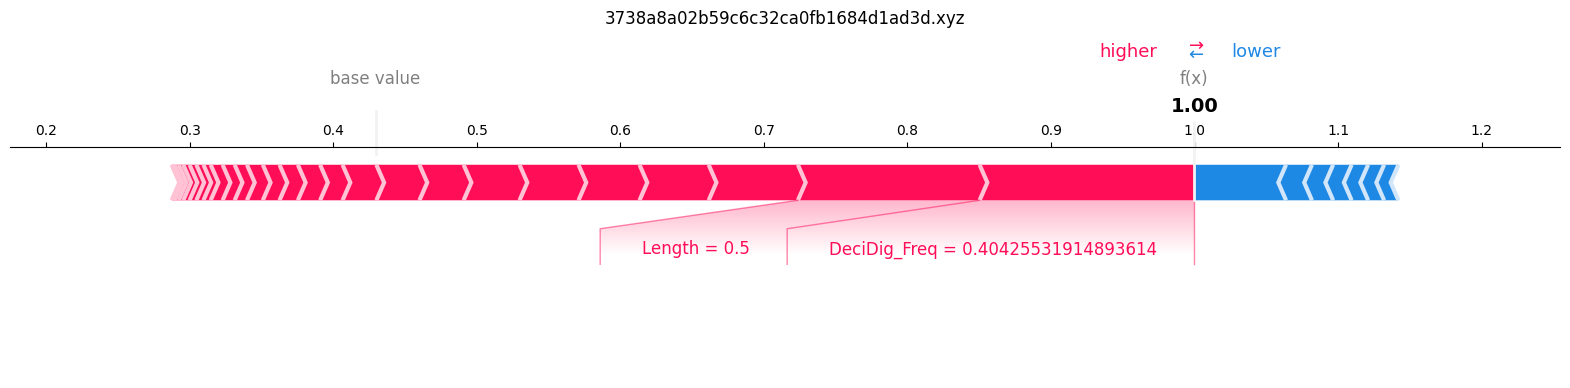 3738a8a02b59c6c32ca0fb1684d1ad3d.xyz
higher → ← lower
base value f(x)
1.00
0.2 0.3 0.4 0.5 0.6 0.7 0.8 0.9 1.0 1.1 1.2
Length = 0.5 DeciDig_Freq = 0.40425531914893614